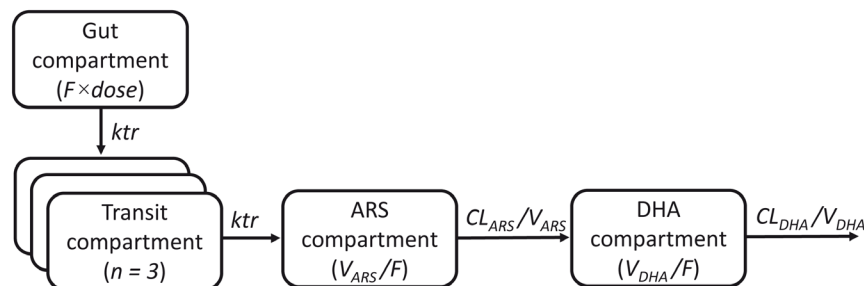 Gut
compartment
(F×dose)
ktr
Transit
compartment
(n = 3)
ktr
ARS
compartment
(V_ARS/F)
CL_ARS/V_ARS
DHA
compartment
(V_DHA/F)
CL_DHA/V_DHA